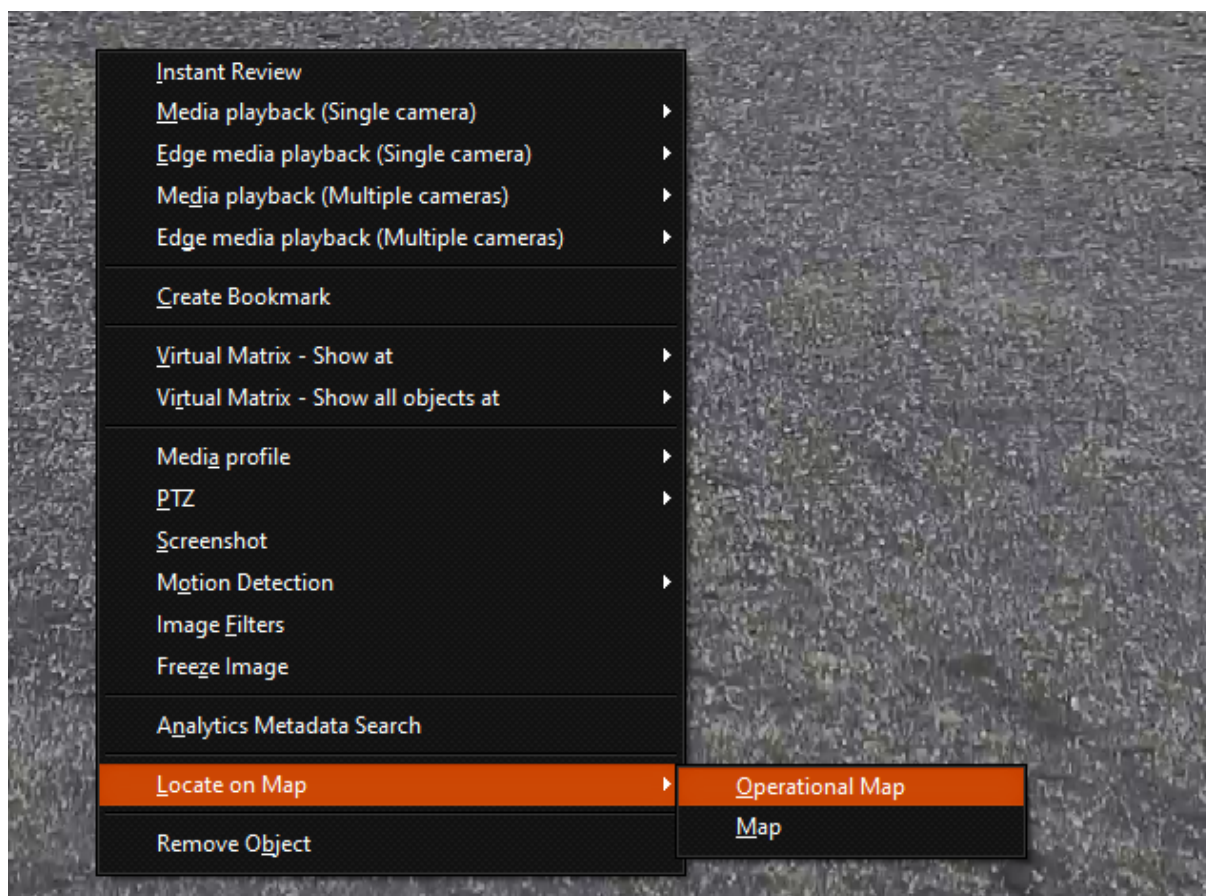 Instant Review
Media playback (Single camera)
Edge media playback (Single camera)
Media playback (Multiple cameras)
Edge media playback (Multiple cameras)
Create Bookmark
Virtual Matrix - Show at
Virtual Matrix - Show all objects at
Media profile
PTZ
Screenshot
Motion Detection
Image Filters
Freeze Image
Analytics Metadata Search
Locate on Map
Operational Map
Map
Remove Object